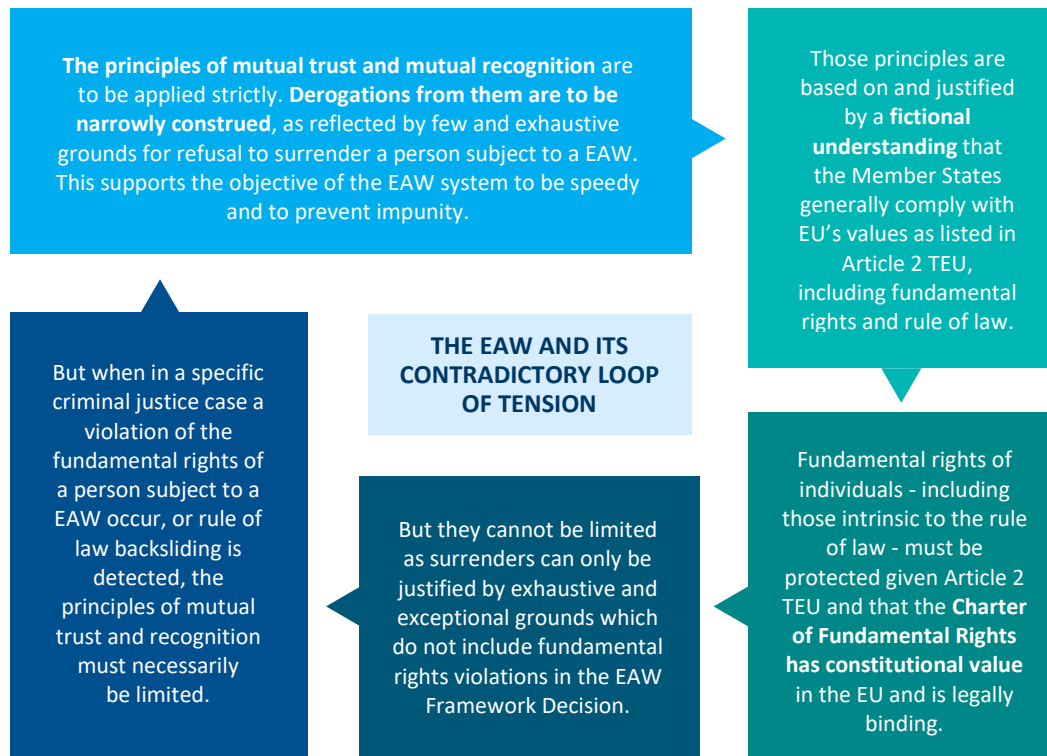 The principles of mutual trust and mutual recognition are
to be applied strictly. Derogations from them are to be
narrowly construed, as reflected by few and exhaustive
grounds for refusal to surrender a person subject to a EAW.
This supports the objective of the EAW system to be speedy
and to prevent impunity.
Those principles are
based on and justified
by a fictional
understanding that
the Member States
generally comply with
EU’s values as listed in
Article 2 TEU,
including fundamental
rights and rule of law.
THE EAW AND ITS
CONTRADICTORY LOOP
OF TENSION
Fundamental rights of
individuals - including
those intrinsic to the rule
of law - must be
protected given Article 2
TEU and that the Charter
of Fundamental Rights
has constitutional value
in the EU and is legally
binding.
But they cannot be limited
as surrenders can only be
justified by exhaustive and
exceptional grounds which
do not include fundamental
rights violations in the EAW
Framework Decision.
But when in a specific
criminal justice case a
violation of the
fundamental rights of
a person subject to a
EAW occur, or rule of
law backsliding is
detected, the
principles of mutual
trust and recognition
must necessarily
be limited.